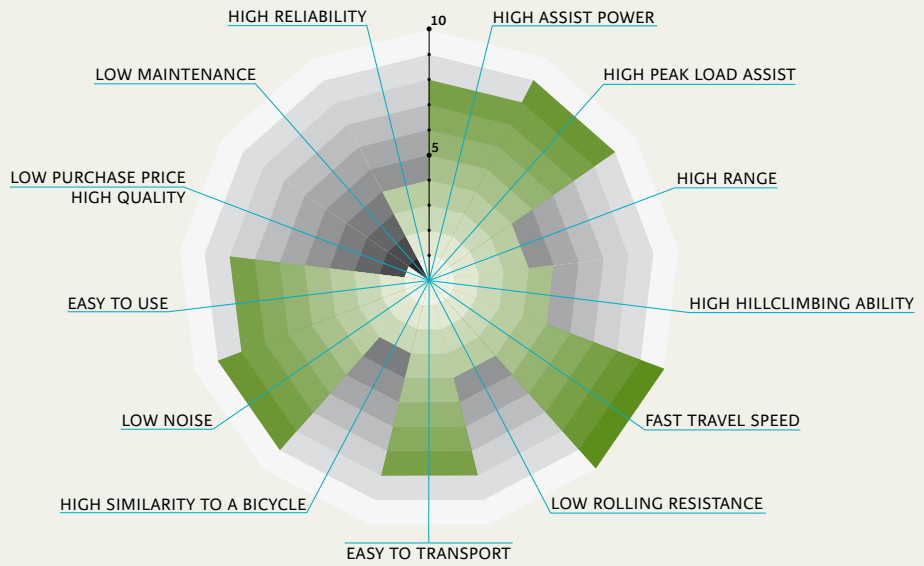 10
5
HIGH RELIABILITY
HIGH ASSIST POWER
LOW MAINTENANCE
HIGH PEAK LOAD ASSIST
LOW PURCHASE PRICE
HIGH QUALITY
HIGH RANGE
EASY TO USE
HIGH HILLCLIMBING ABILITY
LOW NOISE
FAST TRAVEL SPEED
HIGH SIMILARITY TO A BICYCLE
LOW ROLLING RESISTANCE
EASY TO TRANSPORT